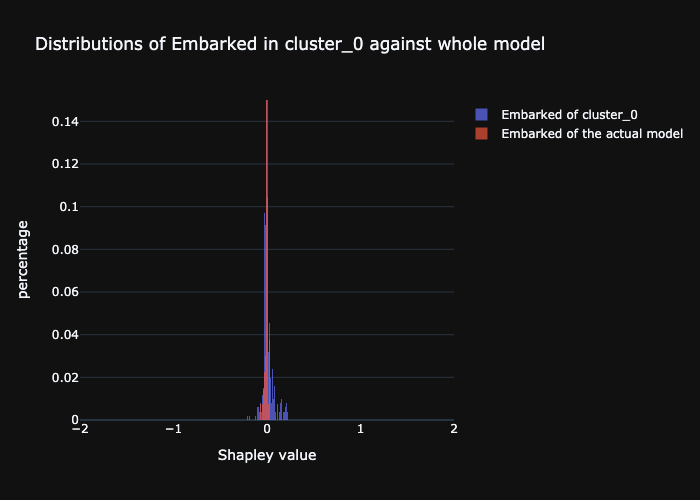 Distributions of Embarked in cluster_0 against whole model
Embarked of cluster_0
Embarked of the actual model
percentage
0.14
0.12
0.1
0.08
0.06
0.04
0.02
0
−2
−1
0
1
2
Shapley value